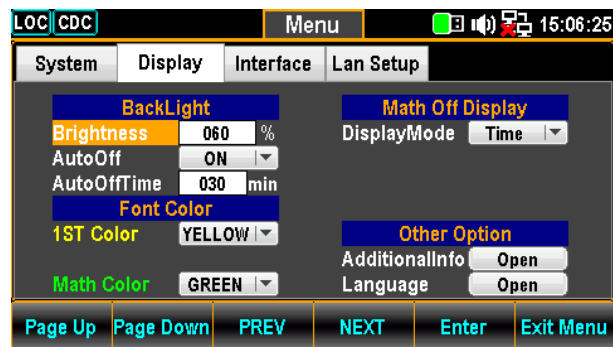 LOC CDC Menu 15:06:25
System Display Interface Lan Setup
BackLight
Brightness 060 %
AutoOff ON
AutoOffTime 030 min
Font Color
1ST Color YELLOW
Math Color GREEN
Math Off Display
DisplayMode Time
Other Option
AdditionalInfo Open
Language Open
Page Up Page Down PREV NEXT Enter Exit Menu